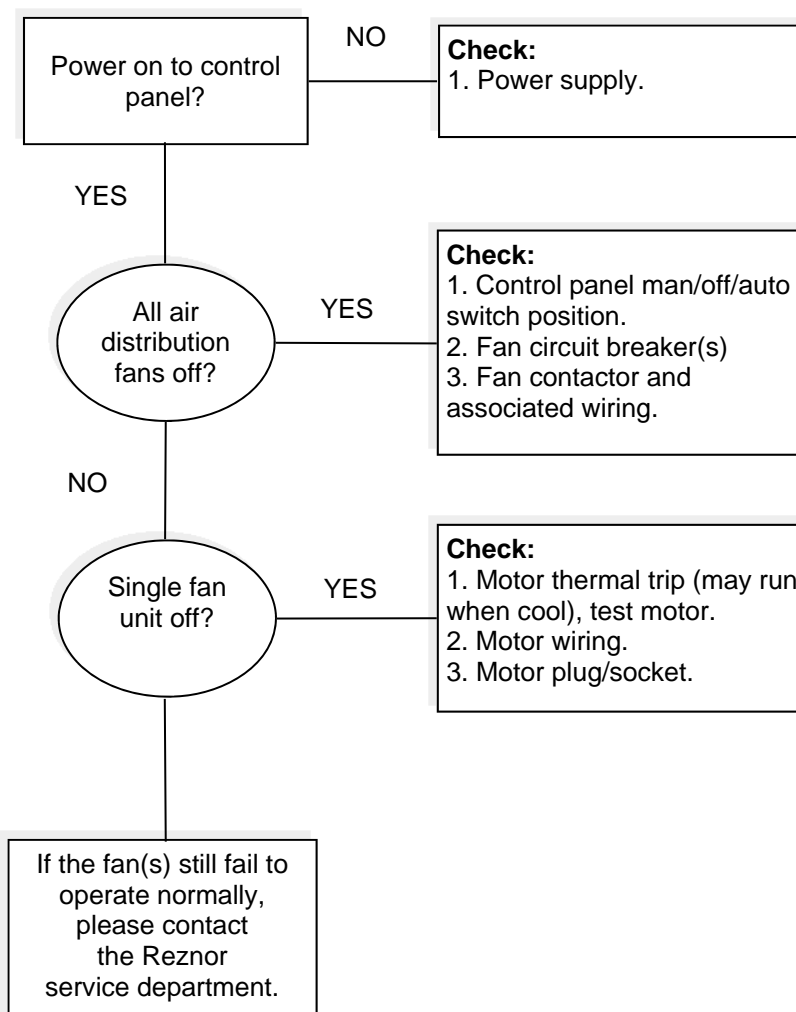 Power on to control
panel?
NO
Check:
1. Power supply.
YES
All air
distribution
fans off?
YES
Check:
1. Control panel man/off/auto
switch position.
2. Fan circuit breaker(s)
3. Fan contactor and
associated wiring.
NO
Single fan
unit off?
YES
Check:
1. Motor thermal trip (may run
when cool), test motor.
2. Motor wiring.
3. Motor plug/socket.
If the fan(s) still fail to
operate normally,
please contact
the Reznor
service department.